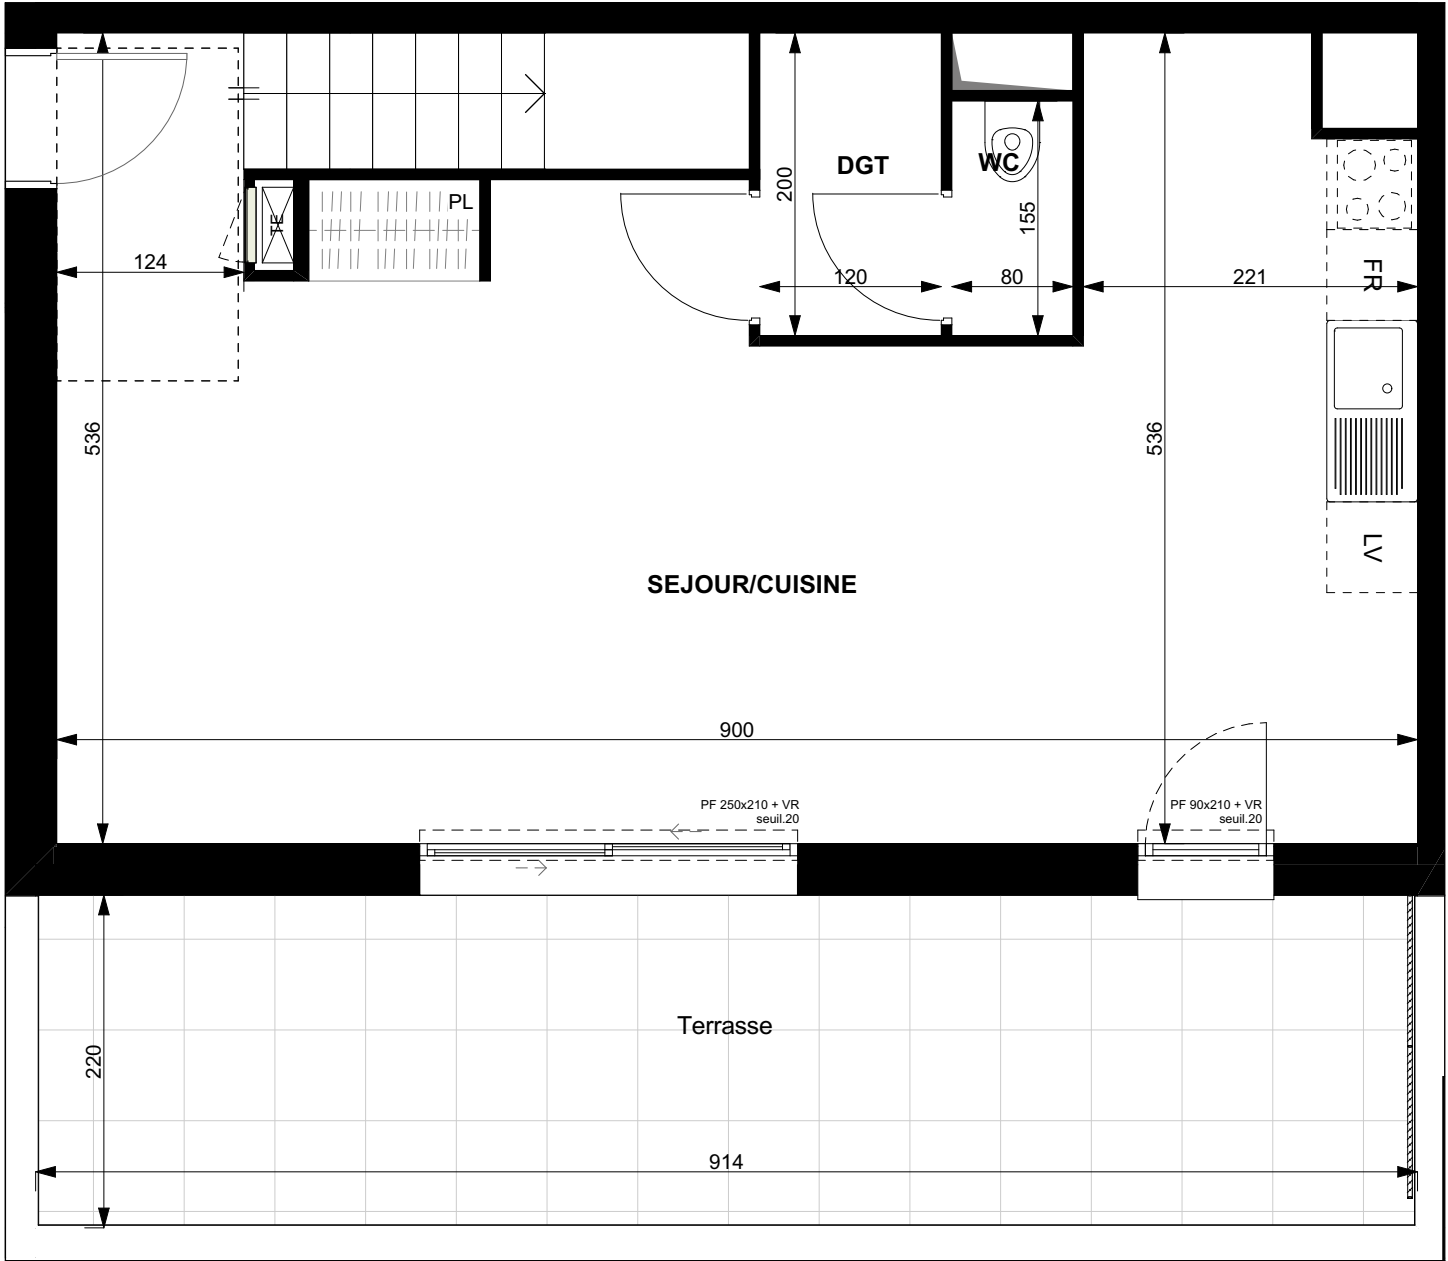 DGT
WC
PL
TE
200
155
124
120
80
221
FR
536
536
LV
SEJOUR/CUISINE
900
PF 250x210 + VR
seuil.20
PF 90x210 + VR
seuil.20
Terrasse
220
914